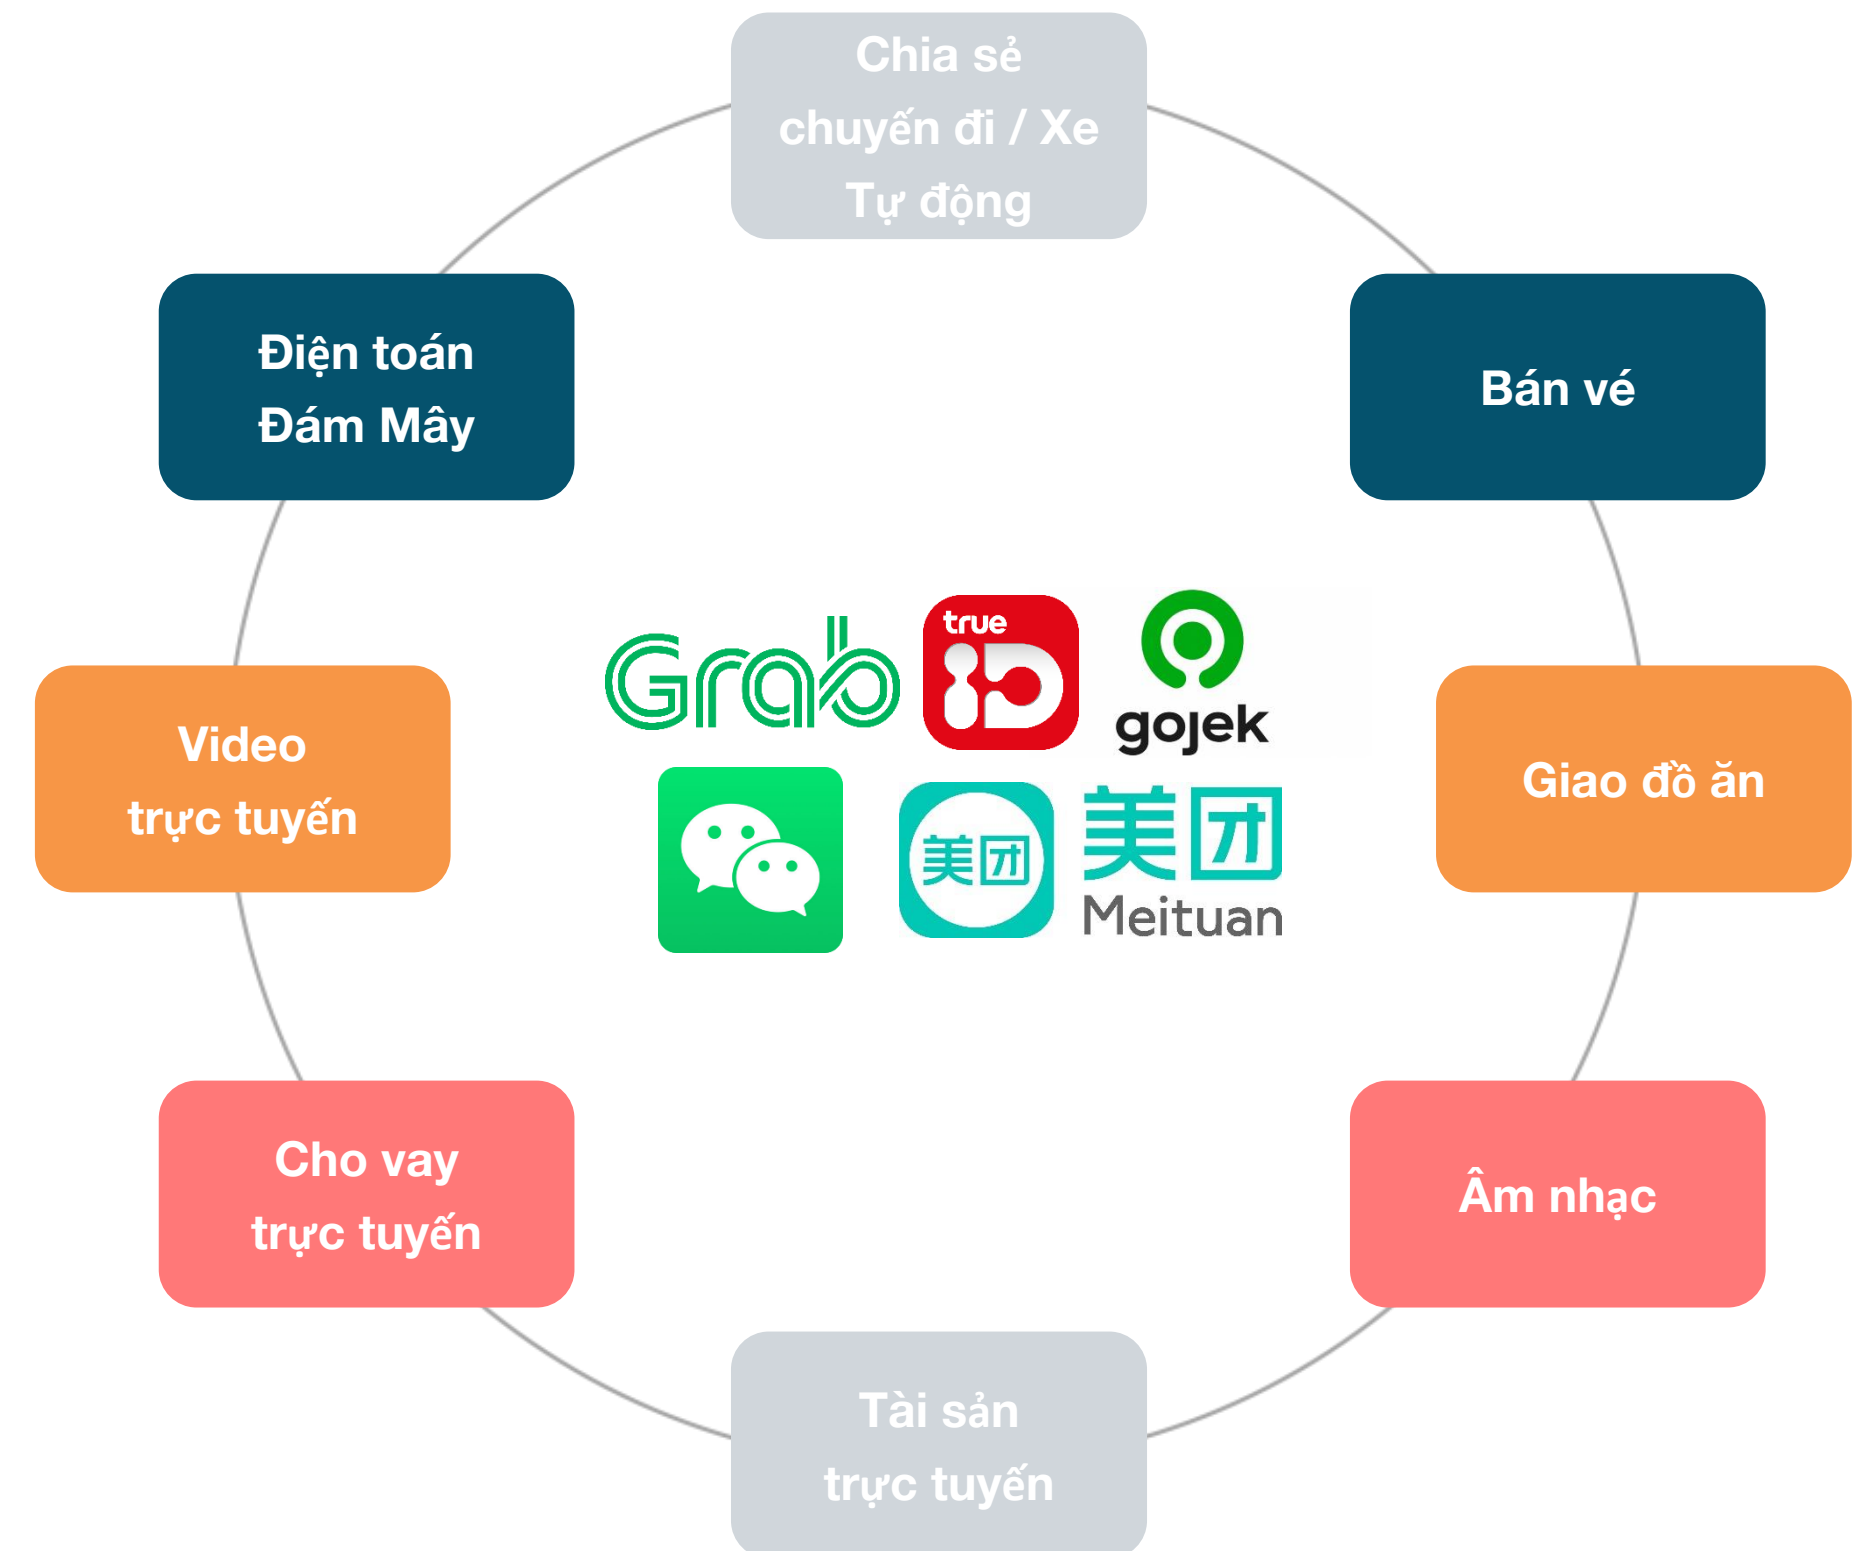 Chia sẻ
chuyến đi / Xe
Tự động
Điện toán
Đám Mây
Bán vé
Grab
true
iD
gojek
Video
trực tuyến
Giao đồ ăn
美团
美团
Meituan
Cho vay
trực tuyến
Âm nhạc
Tài sản
trực tuyến